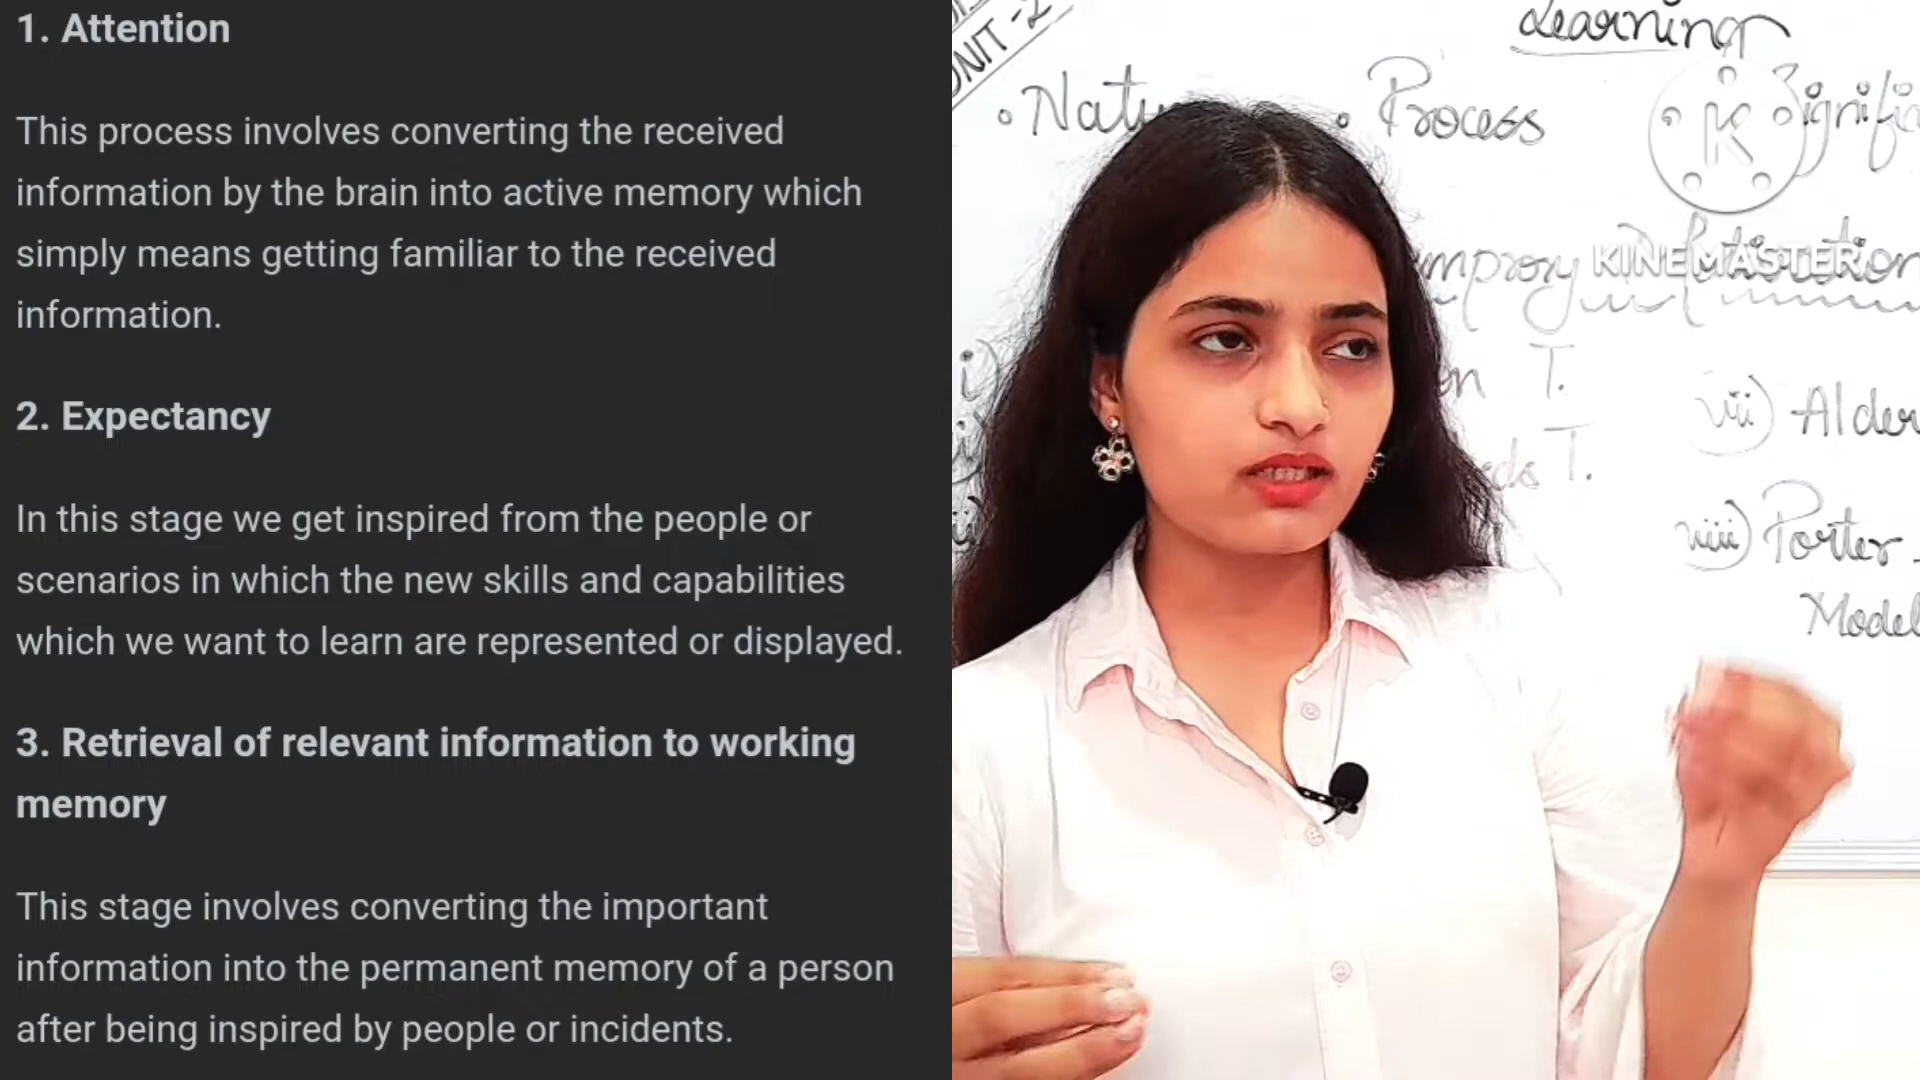 1. Attention
This process involves converting the received
information by the brain into active memory which
simply means getting familiar to the received
information.
2. Expectancy
In this stage we get inspired from the people or
scenarios in which the new skills and capabilities
which we want to learn are represented or displayed.
3. Retrieval of relevant information to working
memory
This stage involves converting the important
information into the permanent memory of a person
after being inspired by people or incidents.
UNIT-2
Learning
• Process
K
KINEMASTER
T.
vii)
T.
viii) Porter
Model